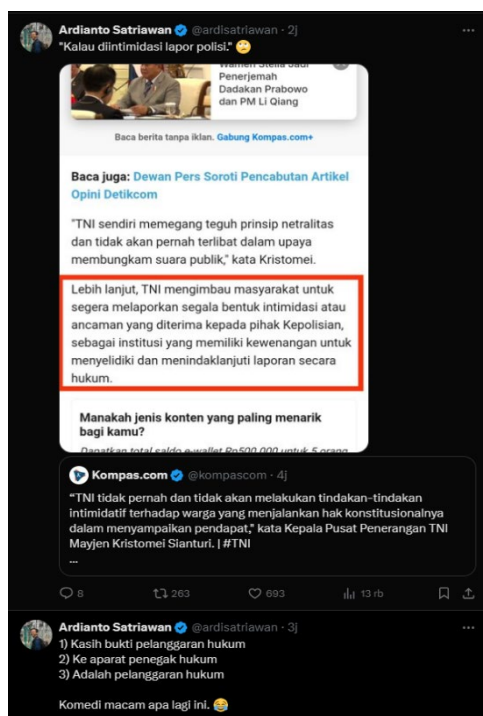 Ardianto Satriawan @ardisatriawan · 2j
"Kalau diintimidasi lapor polisi." 🙄
Wamen Stella Jadi
Penerjemah
Dadakan Prabowo
dan PM Li Qiang
Baca berita tanpa iklan. Gabung Kompas.com+
Baca juga: Dewan Pers Soroti Pencabutan Artikel
Opini Detikcom
"TNI sendiri memegang teguh prinsip netralitas
dan tidak akan pernah terlibat dalam upaya
membungkam suara publik," kata Kristomei.
Lebih lanjut, TNI mengimbau masyarakat untuk
segera melaporkan segala bentuk intimidasi atau
ancaman yang diterima kepada pihak Kepolisian,
sebagai institusi yang memiliki kewenangan untuk
menyelidiki dan menindaklanjuti laporan secara
hukum.
Manakah jenis konten yang paling menarik
bagi kamu?
Dapatkan total saldo e-wallet Rp500.000 untuk 5 orang
Kompas.com @kompascom · 4j
“TNI tidak pernah dan tidak akan melakukan tindakan-tindakan
intimidatif terhadap warga yang menjalankan hak konstitusionalnya
dalam menyampaikan pendapat,” kata Kepala Pusat Penerangan TNI
Mayjen Kristomei Sianturi. | #TNI
...
8 263 693 13 rb
Ardianto Satriawan @ardisatriawan · 3j
1) Kasih bukti pelanggaran hukum
2) Ke aparat penegak hukum
3) Adalah pelanggaran hukum
Komedi macam apa lagi ini. 😂